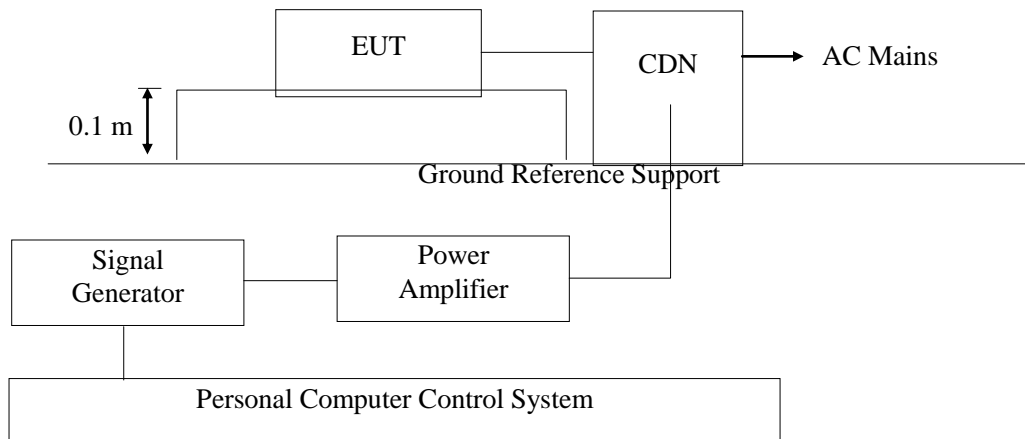 EUT
CDN
AC Mains
0.1 m
Ground Reference Support
Signal
Generator
Power
Amplifier
Personal Computer Control System